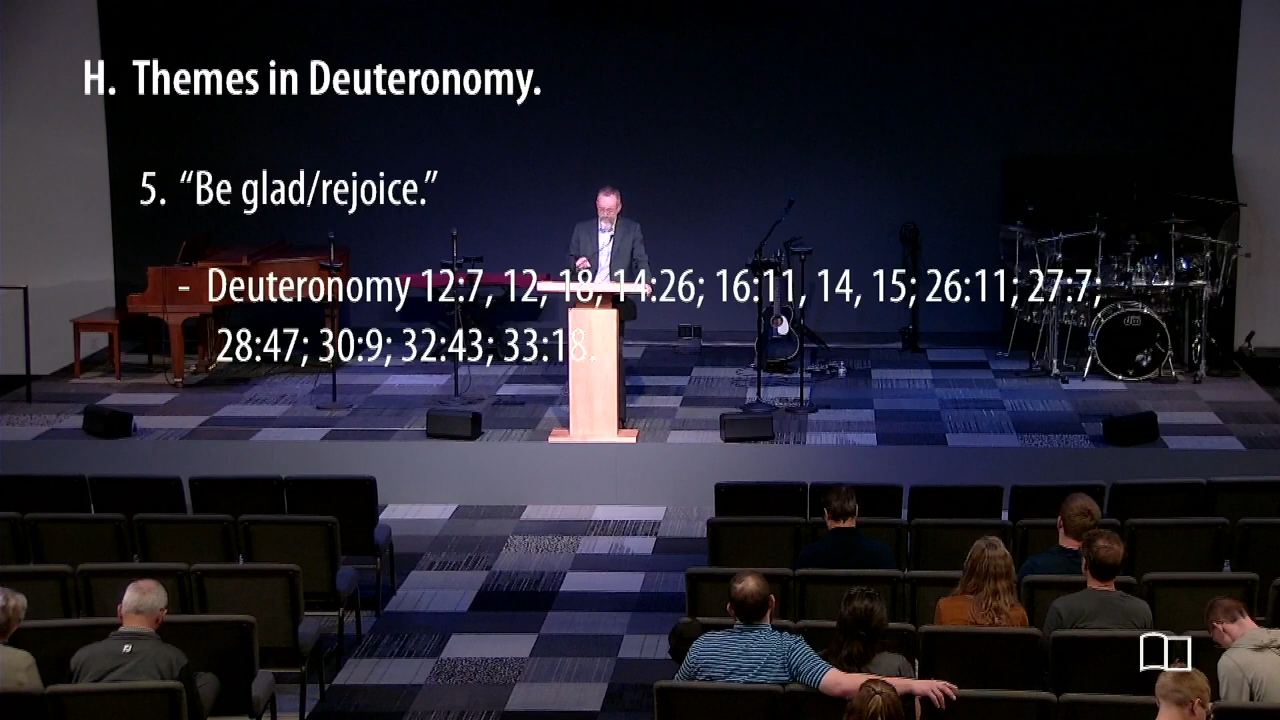 H. Themes in Deuteronomy.
5. “Be glad/rejoice.”
- Deuteronomy 12:7, 12, 18; 14:26; 16:11, 14, 15; 26:11; 27:7;
28:47; 30:9; 32:43; 33:18.